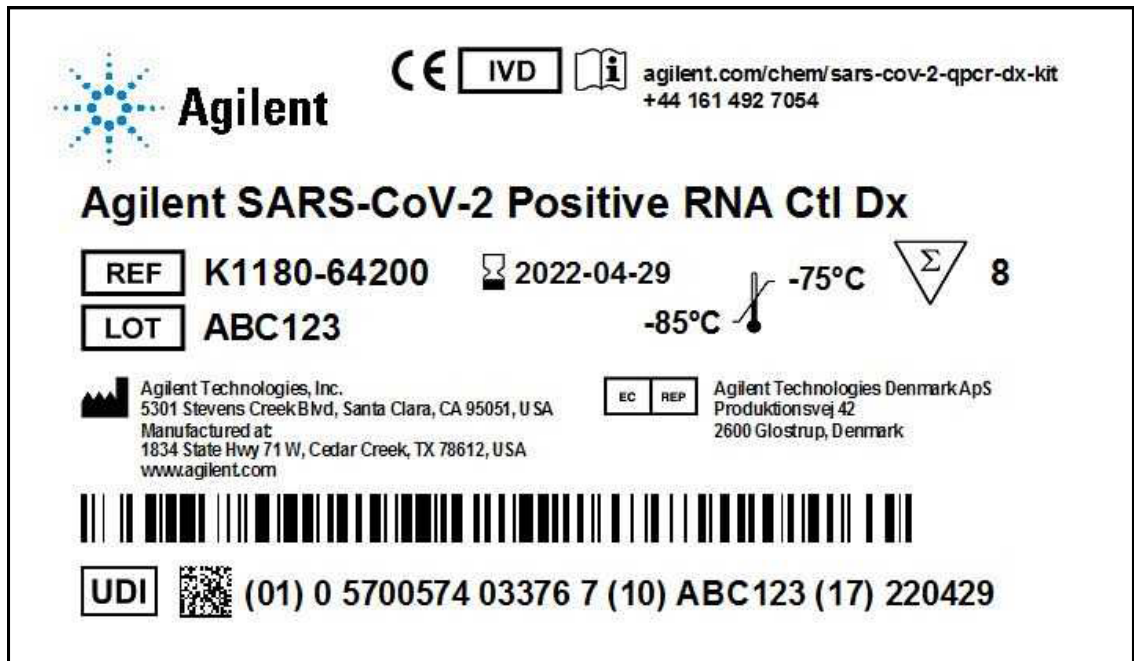 Agilent
CE IVD i agilent.com/chem/sars-cov-2-qpcr-dx-kit
+44 161 492 7054
Agilent SARS-CoV-2 Positive RNA Ctl Dx
REF K1180-64200 2022-04-29 -75ºC Σ 8
LOT ABC123 -85ºC
Agilent Technologies, Inc.
5301 Stevens Creek Blvd, Santa Clara, CA 95051, USA
Manufactured at:
1834 State Hwy 71 W, Cedar Creek, TX 78612, USA
www.agilent.com
EC REP Agilent Technologies Denmark ApS
Produktionsvej 42
2600 Glostrup, Denmark
UDI (01) 0 5700574 03376 7 (10) ABC123 (17) 220429